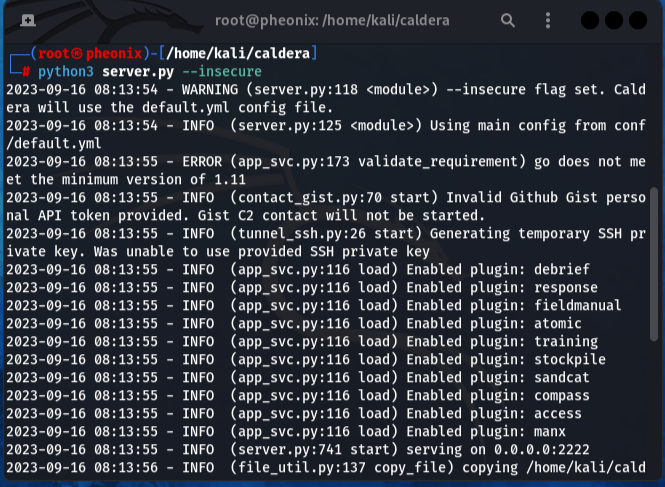 root@pheonix: /home/kali/caldera
┌──(root㉿pheonix)-[/home/kali/caldera]
└─# python3 server.py --insecure
2023-09-16 08:13:54 - WARNING (server.py:118 <module>) --insecure flag set. Cald
era will use the default.yml config file.
2023-09-16 08:13:54 - INFO  (server.py:125 <module>) Using main config from conf
/default.yml
2023-09-16 08:13:55 - ERROR (app_svc.py:173 validate_requirement) go does not me
et the minimum version of 1.11
2023-09-16 08:13:55 - INFO  (contact_gist.py:70 start) Invalid Github Gist perso
nal API token provided. Gist C2 contact will not be started.
2023-09-16 08:13:55 - INFO  (tunnel_ssh.py:26 start) Generating temporary SSH pr
ivate key. Was unable to use provided SSH private key
2023-09-16 08:13:55 - INFO  (app_svc.py:116 load) Enabled plugin: debrief
2023-09-16 08:13:55 - INFO  (app_svc.py:116 load) Enabled plugin: response
2023-09-16 08:13:55 - INFO  (app_svc.py:116 load) Enabled plugin: fieldmanual
2023-09-16 08:13:55 - INFO  (app_svc.py:116 load) Enabled plugin: atomic
2023-09-16 08:13:55 - INFO  (app_svc.py:116 load) Enabled plugin: training
2023-09-16 08:13:55 - INFO  (app_svc.py:116 load) Enabled plugin: stockpile
2023-09-16 08:13:55 - INFO  (app_svc.py:116 load) Enabled plugin: sandcat
2023-09-16 08:13:55 - INFO  (app_svc.py:116 load) Enabled plugin: compass
2023-09-16 08:13:55 - INFO  (app_svc.py:116 load) Enabled plugin: access
2023-09-16 08:13:55 - INFO  (app_svc.py:116 load) Enabled plugin: manx
2023-09-16 08:13:55 - INFO  (server.py:741 start) serving on 0.0.0.0:2222
2023-09-16 08:13:56 - INFO  (file_util.py:137 copy_file) copying /home/kali/cald